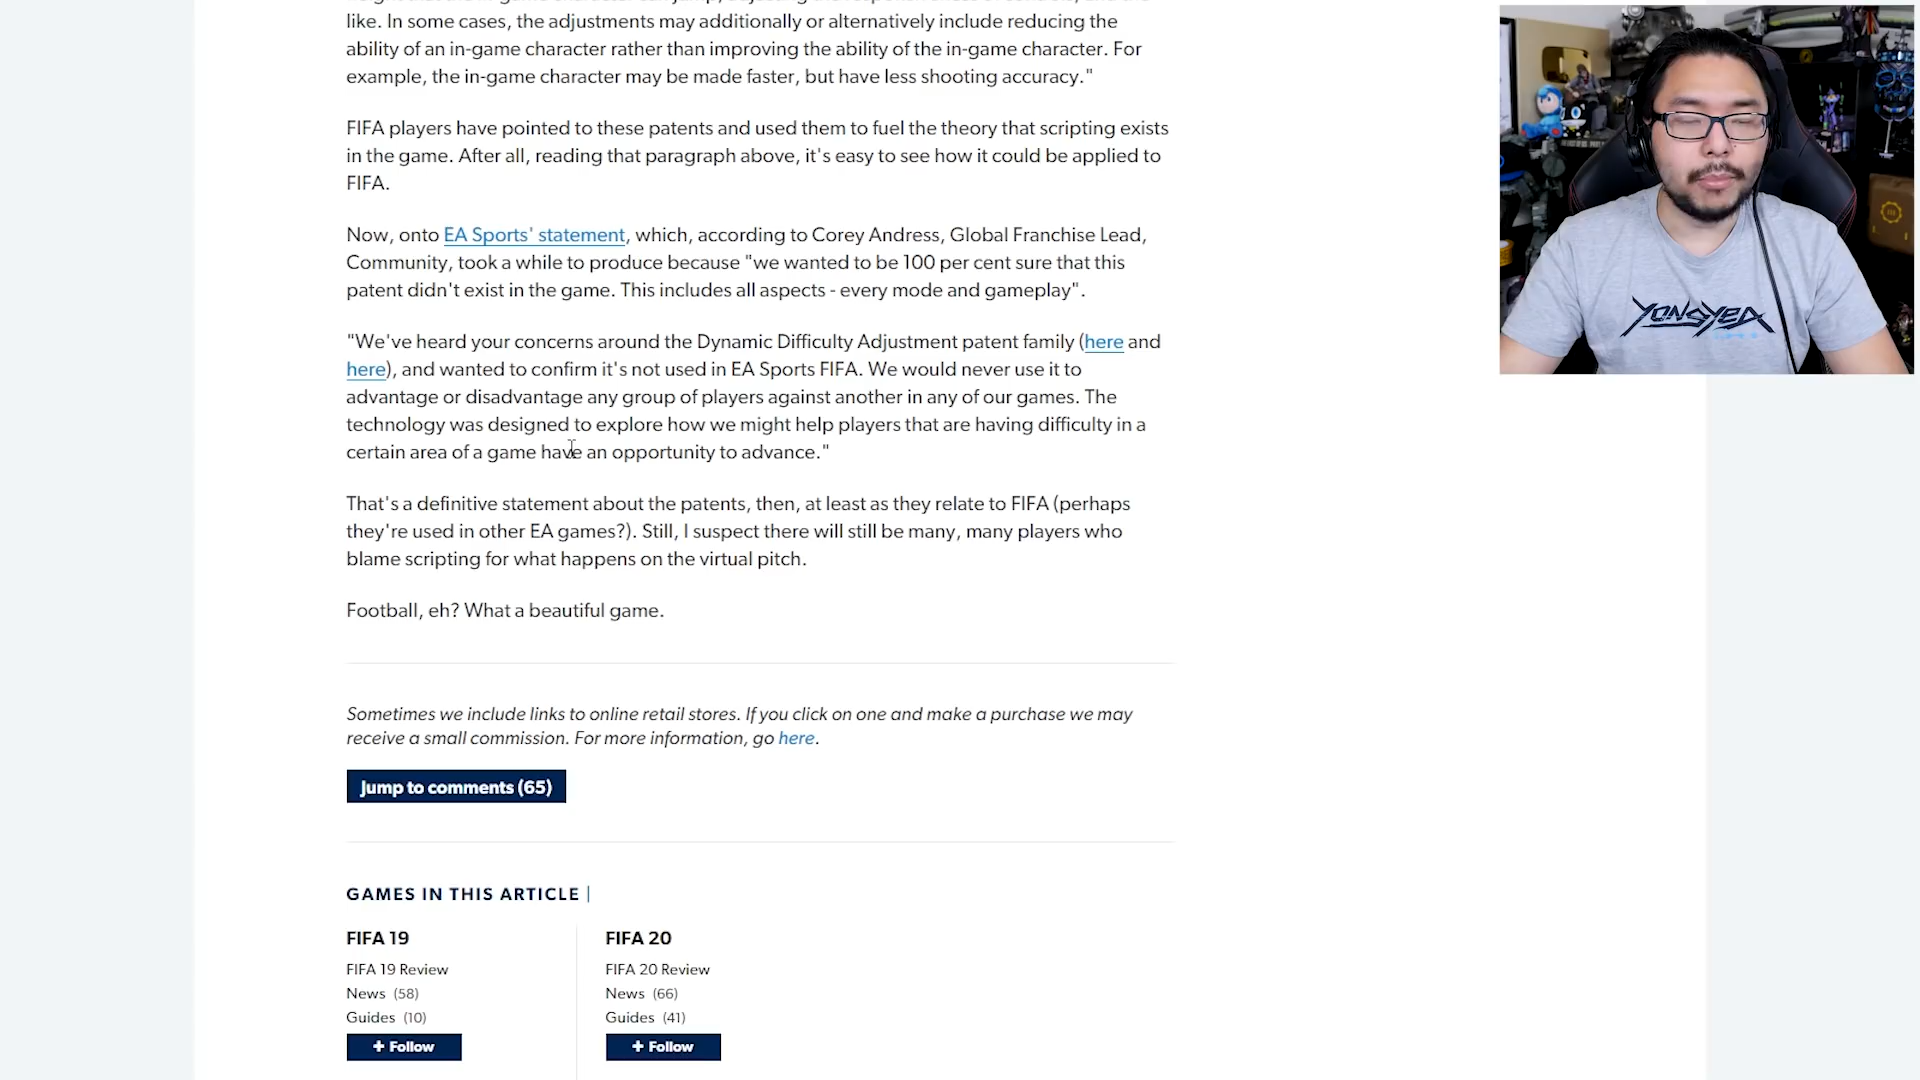 like. In some cases, the adjustments may additionally or alternatively include reducing the
ability of an in-game character rather than improving the ability of the in-game character. For
example, the in-game character may be made faster, but have less shooting accuracy."
FIFA players have pointed to these patents and used them to fuel the theory that scripting exists
in the game. After all, reading that paragraph above, it's easy to see how it could be applied to
FIFA.
Now, onto EA Sports' statement, which, according to Corey Andress, Global Franchise Lead,
Community, took a while to produce because "we wanted to be 100 per cent sure that this
patent didn't exist in the game. This includes all aspects - every mode and gameplay".
"We've heard your concerns around the Dynamic Difficulty Adjustment patent family (here and
here), and wanted to confirm it's not used in EA Sports FIFA. We would never use it to
advantage or disadvantage any group of players against another in any of our games. The
technology was designed to explore how we might help players that are having difficulty in a
certain area of a game have an opportunity to advance."
That's a definitive statement about the patents, then, at least as they relate to FIFA (perhaps
they're used in other EA games?). Still, I suspect there will still be many, many players who
blame scripting for what happens on the virtual pitch.
Football, eh? What a beautiful game.
Sometimes we include links to online retail stores. If you click on one and make a purchase we may
receive a small commission. For more information, go here.
Jump to comments (65)
GAMES IN THIS ARTICLE |
FIFA 19
FIFA 19 Review
News (58)
Guides (10)
+ Follow
FIFA 20
FIFA 20 Review
News (66)
Guides (41)
+ Follow
YONGYEA